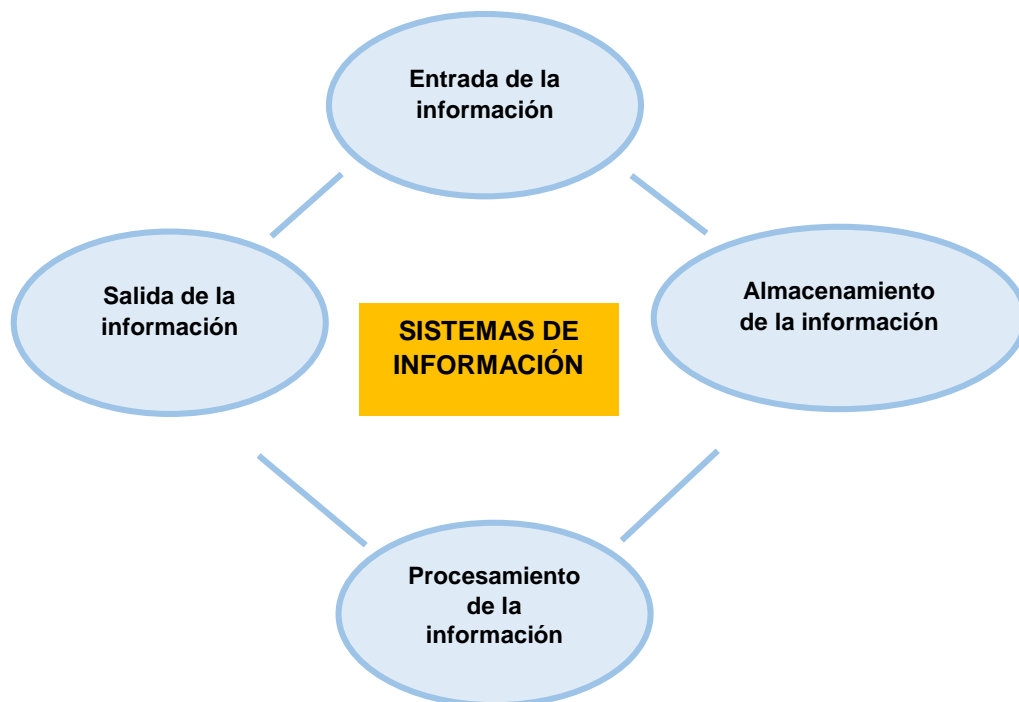 Entrada de la
información
Salida de la
información
SISTEMAS DE
INFORMACIÓN
Almacenamiento
de la información
Procesamiento
de la
información